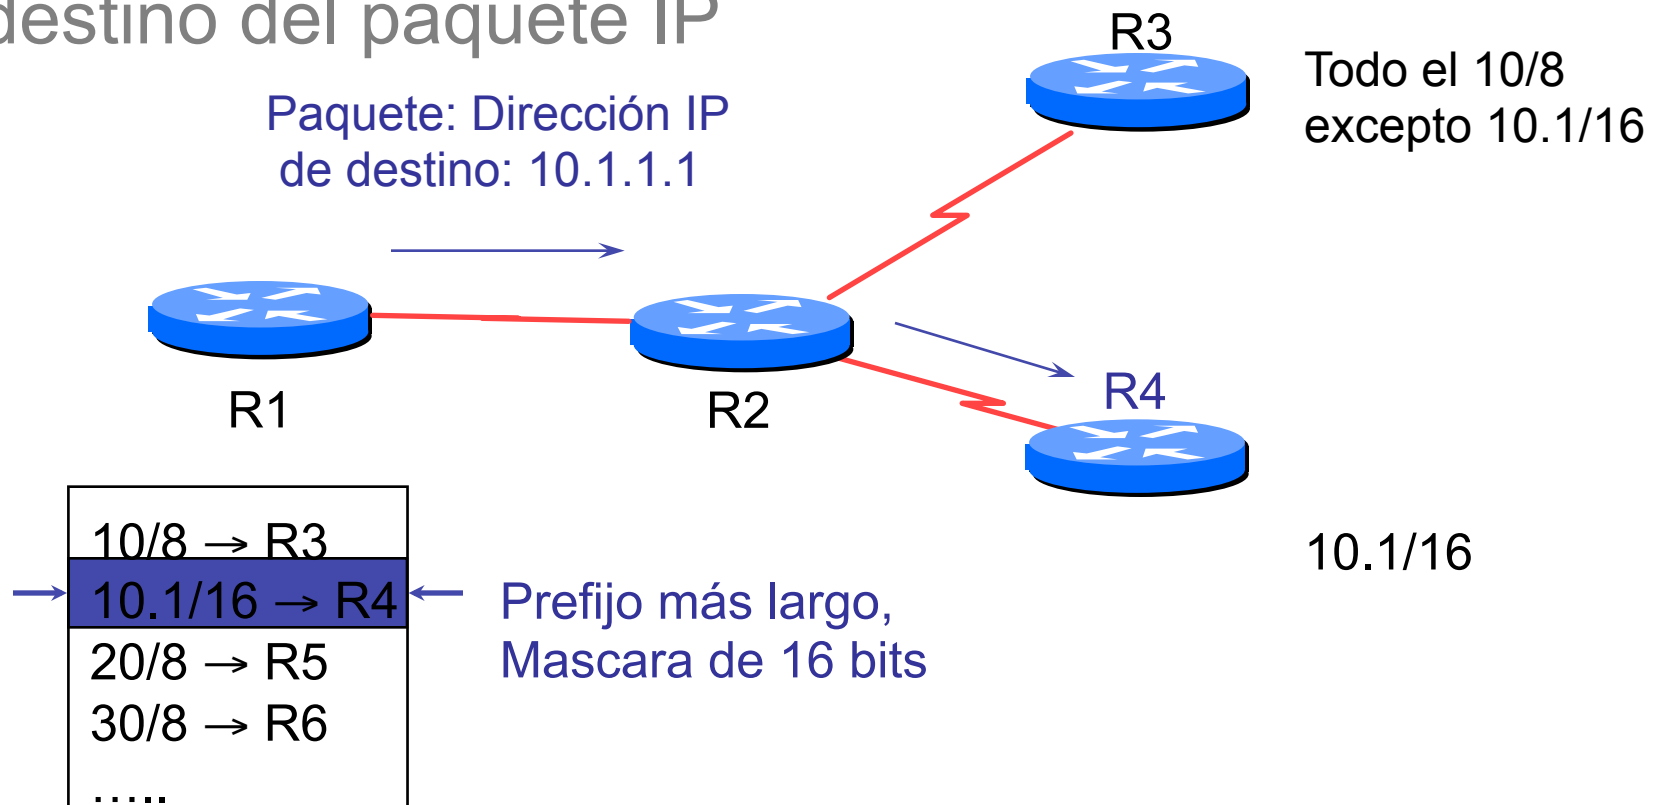 destino del paquete IP
R3
Todo el 10/8
excepto 10.1/16
Paquete: Dirección IP
de destino: 10.1.1.1
R1
R2
R4
10/8 → R3
10.1/16 → R4
20/8 → R5
30/8 → R6
…..
Prefijo más largo,
Mascara de 16 bits
10.1/16